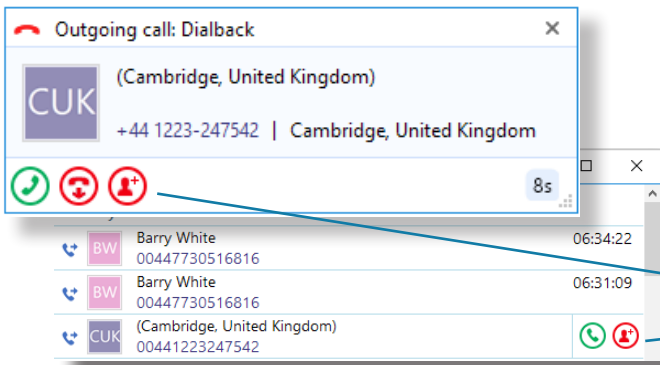 Outgoing call: Dialback
CUK
(Cambridge, United Kingdom)
+44 1223-247542 | Cambridge, United Kingdom
8s
BW
Barry White
06:34:22
00447730516816
BW
Barry White
06:31:09
00447730516816
CUK
(Cambridge, United Kingdom)
00441223247542